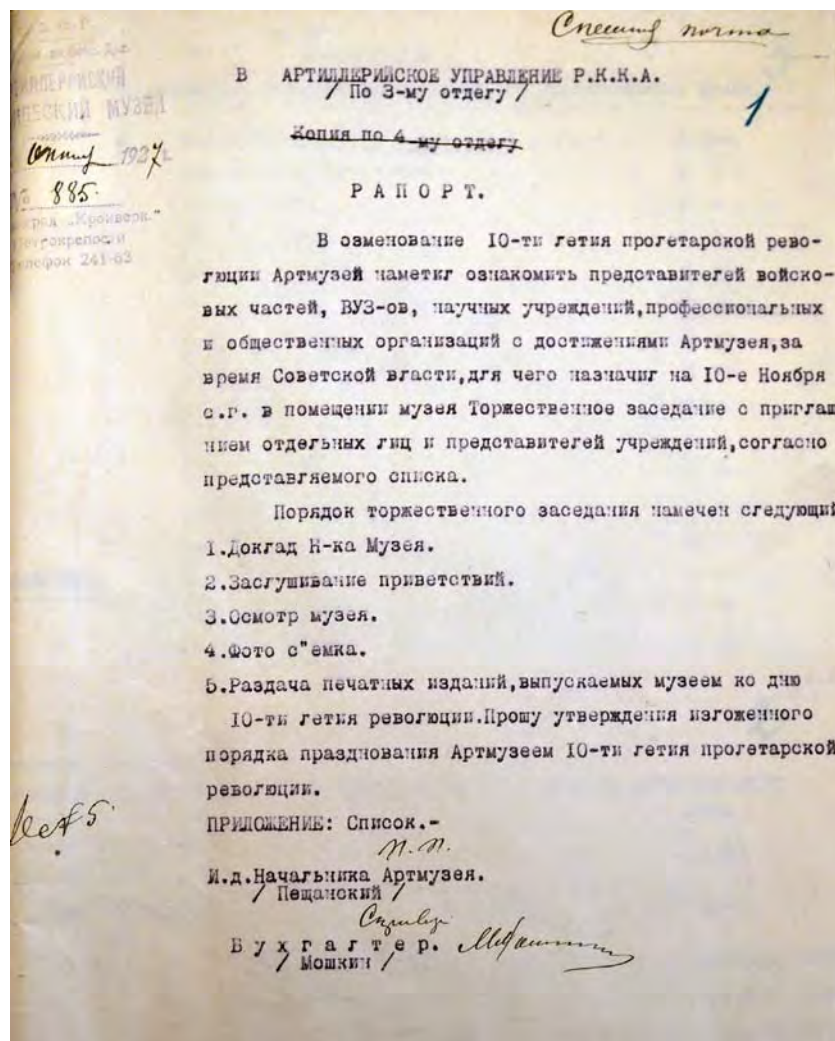 Спешная почта
В АРТИЛЛЕРИЙСКОЕ УПРАВЛЕНИЕ Р.К.К.А.
/ По 3-му отделу /
1
Копия по 4-му отделу
МУЗЕЙ
1927
885.
"Кронверк"
241-63
Р А П О Р Т.
В озменование 10-ти летия пролетарской рево-
люции Артмузей наметил ознакомить представителей войско-
вых частей, ВУЗ-ов, научных учреждений,профессиональных
и общественных организаций с достижениями Артмузея,за
время Советской власти,для чего назначил на 10-е Ноября
с.г. в помещении музея Торжественное заседание с приглаш
нием отдельных лиц и представителей учреждений,согласно
представляемого списка.
Порядок торжественного заседания намечен следующий
1.Доклад Н-ка Музея.
2.Заслушивание приветствий.
3.Осмотр музея.
4.Фото с"емка.
5.Раздача печатных изданий,выпускаемых музеем ко дню
10-ти летия революции.Прошу утверждения изложенного
порядка празднования Артмузеем 10-ти летия пролетарской
революции.
ПРИЛОЖЕНИЕ: Список.-
п.п.
И.д.Начальника Артмузея.
/ Пещанский /
Б у х г а л т е р.
/ Мошкин /